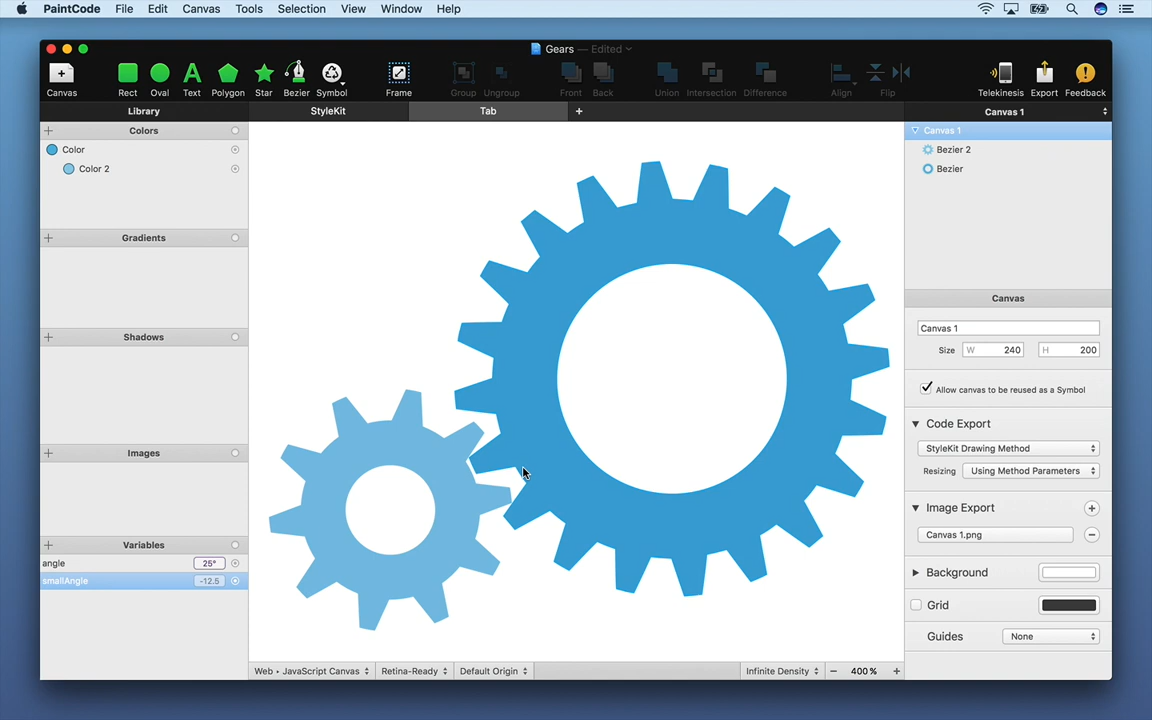 PaintCode File Edit Canvas Tools Selection View Window Help
Gears — Edited
Canvas Rect Oval Text Polygon Star Bezier Symbol Frame Group Ungroup Front Back Union Intersection Difference Align Flip Telekinesis Export Feedback
Library StyleKit Tab + Canvas 1
Colors
Color
Color 2
Gradients
Shadows
Images
Variables
angle 25°
smallAngle -12.5
Canvas 1
Bezier 2
Bezier
Canvas
Canvas 1
Size W 240 H 200
Allow canvas to be reused as a Symbol
Code Export
StyleKit Drawing Method
Resizing Using Method Parameters
Image Export
Canvas 1.png
Background
Grid
Guides None
Web • JavaScript Canvas Retina-Ready Default Origin Infinite Density 400 %